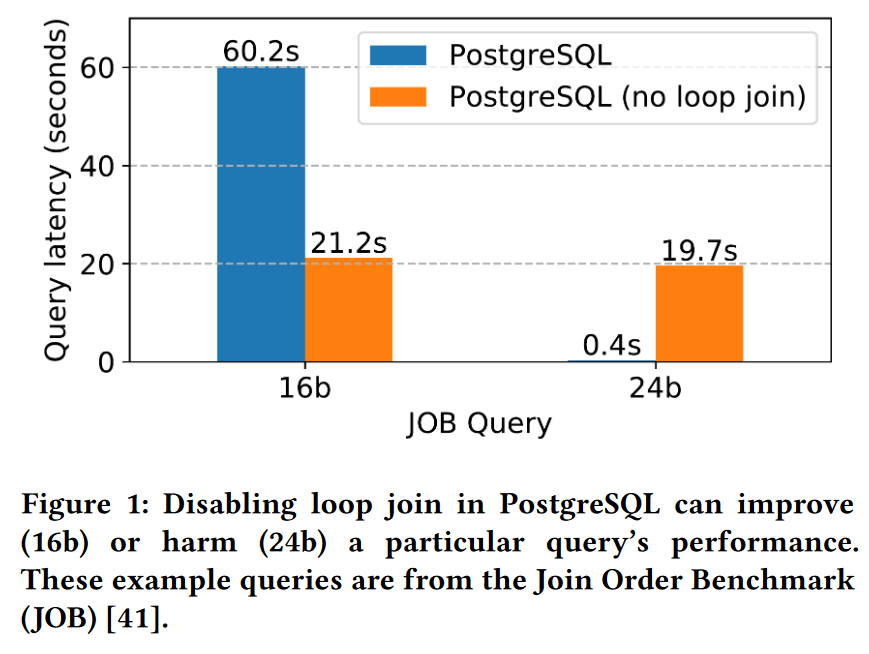 Query latency (seconds)
60
40
20
0
60.2s
21.2s
0.4s
19.7s
PostgreSQL
PostgreSQL (no loop join)
16b
24b
JOB Query
Figure 1: Disabling loop join in PostgreSQL can improve
(16b) or harm (24b) a particular query's performance.
These example queries are from the Join Order Benchmark
(JOB) [41].